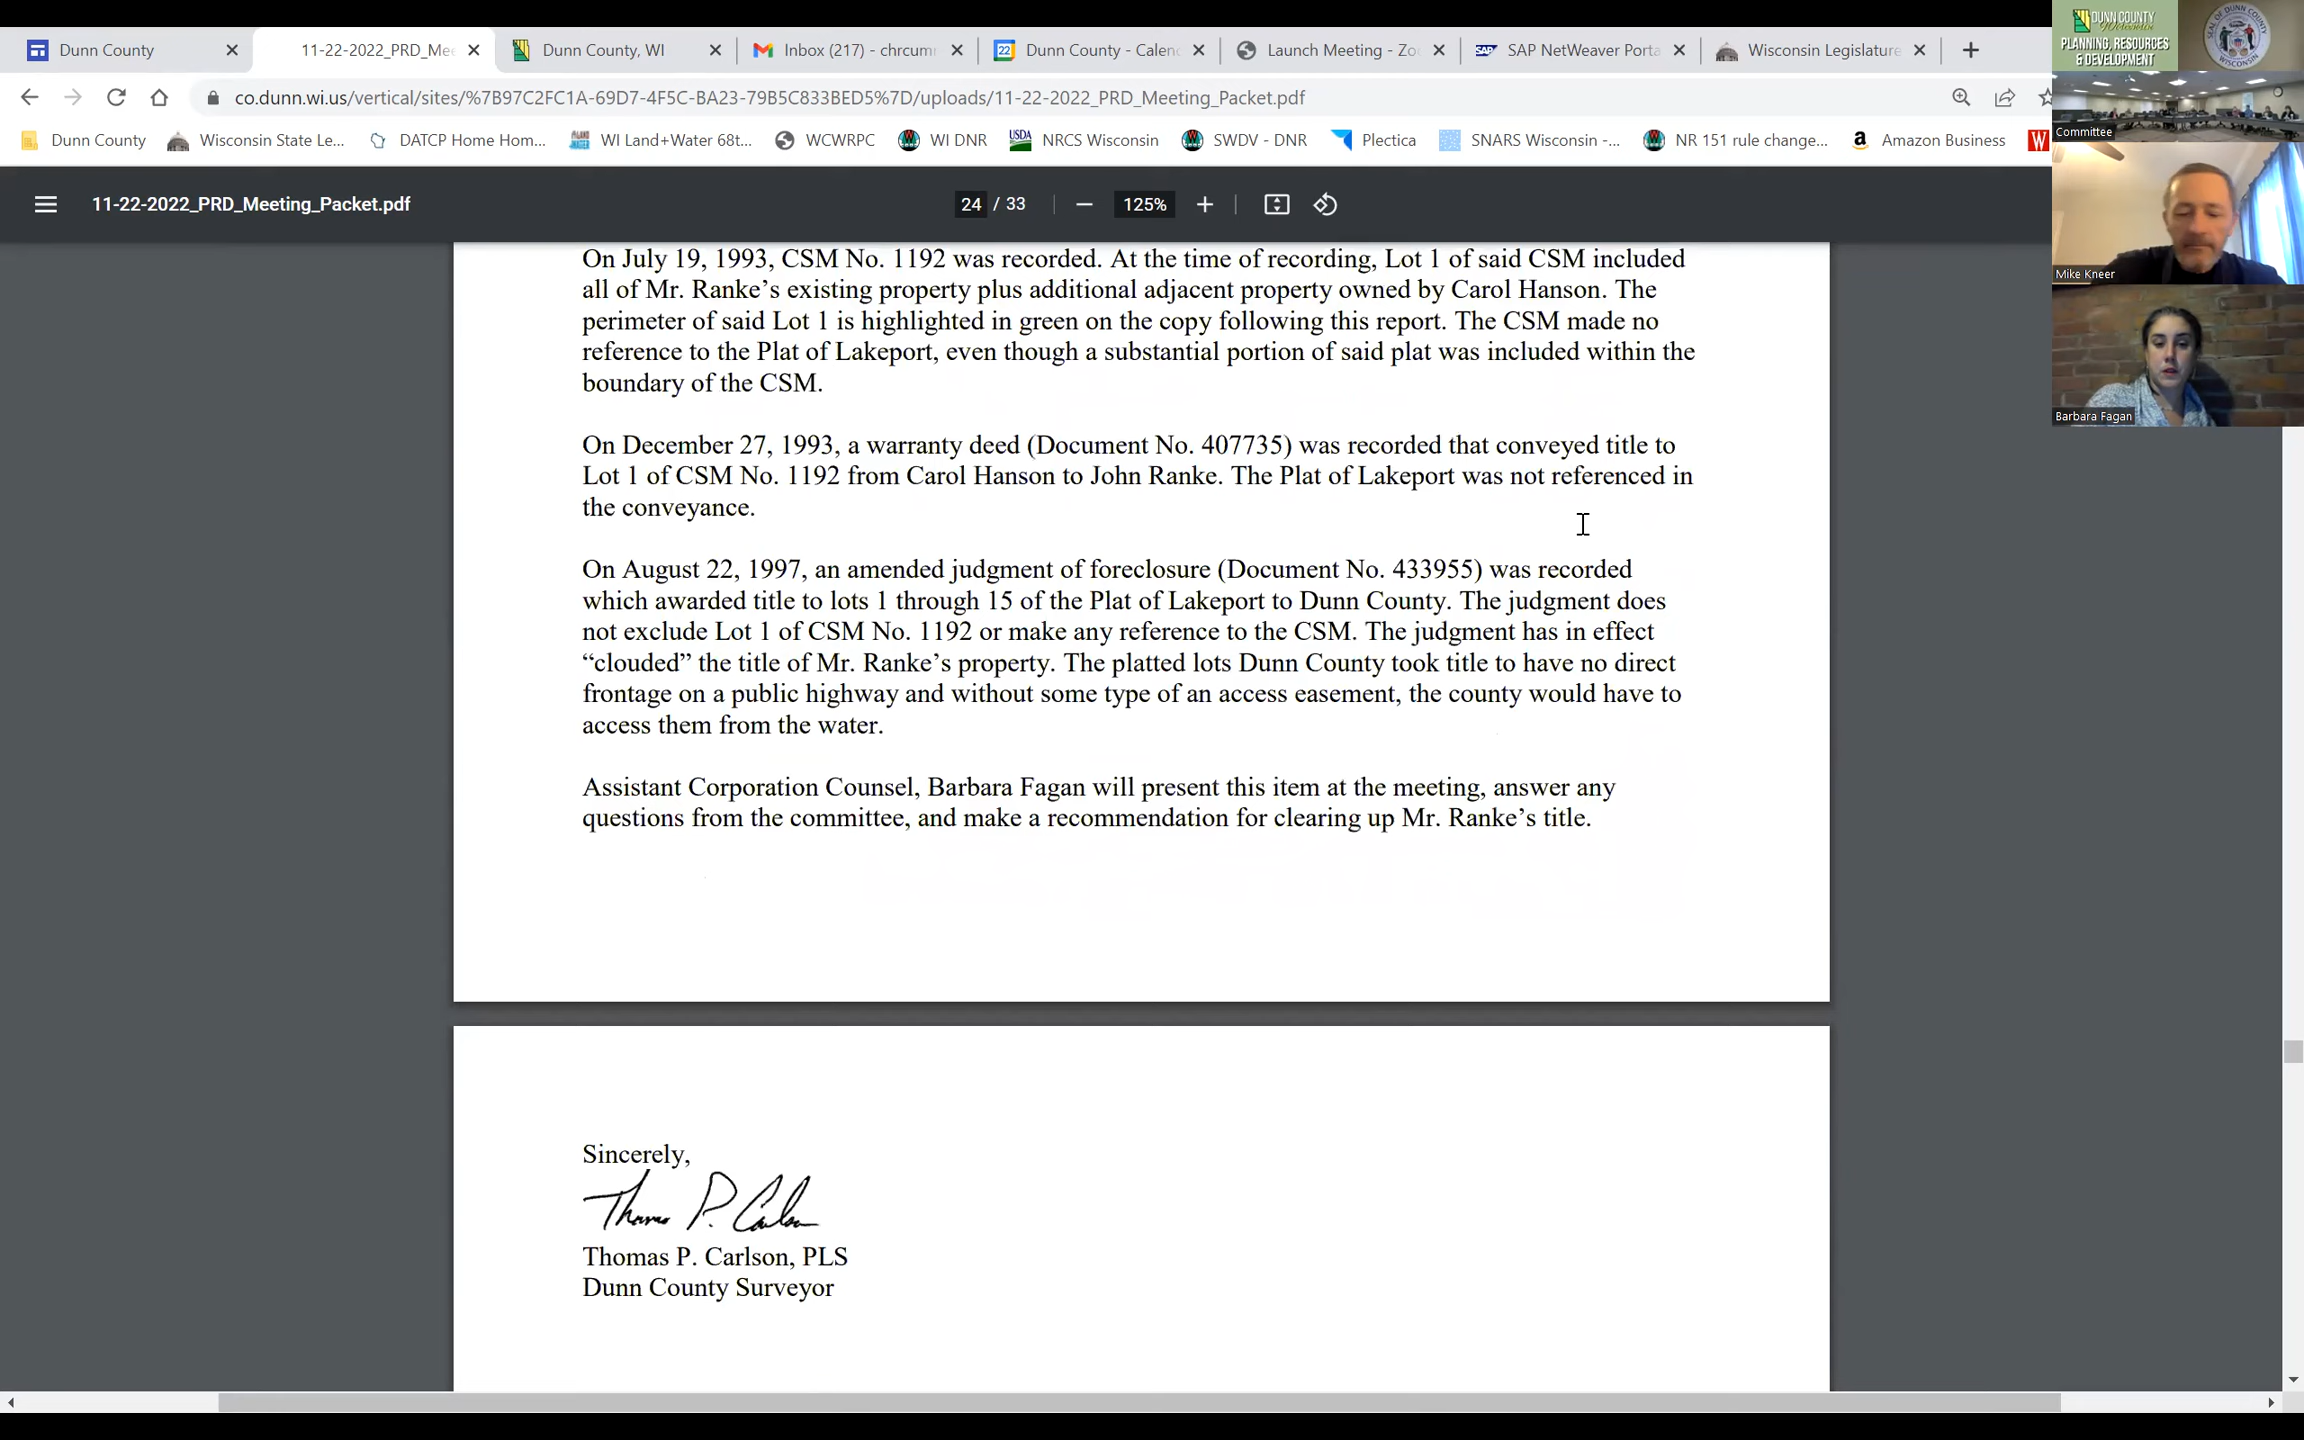 Dunn County
11-22-2022_PRD_Mee
Dunn County, WI
Inbox (217) - chrcum
Dunn County - Calen
Launch Meeting - Zo
SAP NetWeaver Porta
Wisconsin Legislature
co.dunn.wi.us/vertical/sites/%7B97C2FC1A-69D7-4F5C-BA23-79B5C833BED5%7D/uploads/11-22-2022_PRD_Meeting_Packet.pdf
Dunn County
Wisconsin State Le...
DATCP Home Hom...
WI Land+Water 68t...
WCWRPC
WI DNR
USDA
NRCS Wisconsin
SWDV - DNR
Plectica
SNARS Wisconsin -...
NR 151 rule change...
Amazon Business
DUNN COUNTY
Wisconsin
PLANNING, RESOURCES
& DEVELOPMENT
SEAL OF DUNN COUNTY
WISCONSIN
Committee
Mike Kneer
Barbara Fagan
11-22-2022_PRD_Meeting_Packet.pdf
24 / 33
125%
On July 19, 1993, CSM No. 1192 was recorded. At the time of recording, Lot 1 of said CSM included
all of Mr. Ranke’s existing property plus additional adjacent property owned by Carol Hanson. The
perimeter of said Lot 1 is highlighted in green on the copy following this report. The CSM made no
reference to the Plat of Lakeport, even though a substantial portion of said plat was included within the
boundary of the CSM.
On December 27, 1993, a warranty deed (Document No. 407735) was recorded that conveyed title to
Lot 1 of CSM No. 1192 from Carol Hanson to John Ranke. The Plat of Lakeport was not referenced in
the conveyance.
On August 22, 1997, an amended judgment of foreclosure (Document No. 433955) was recorded
which awarded title to lots 1 through 15 of the Plat of Lakeport to Dunn County. The judgment does
not exclude Lot 1 of CSM No. 1192 or make any reference to the CSM. The judgment has in effect
“clouded” the title of Mr. Ranke’s property. The platted lots Dunn County took title to have no direct
frontage on a public highway and without some type of an access easement, the county would have to
access them from the water.
Assistant Corporation Counsel, Barbara Fagan will present this item at the meeting, answer any
questions from the committee, and make a recommendation for clearing up Mr. Ranke’s title.
Sincerely,
Thomas P. Carlson
Thomas P. Carlson, PLS
Dunn County Surveyor